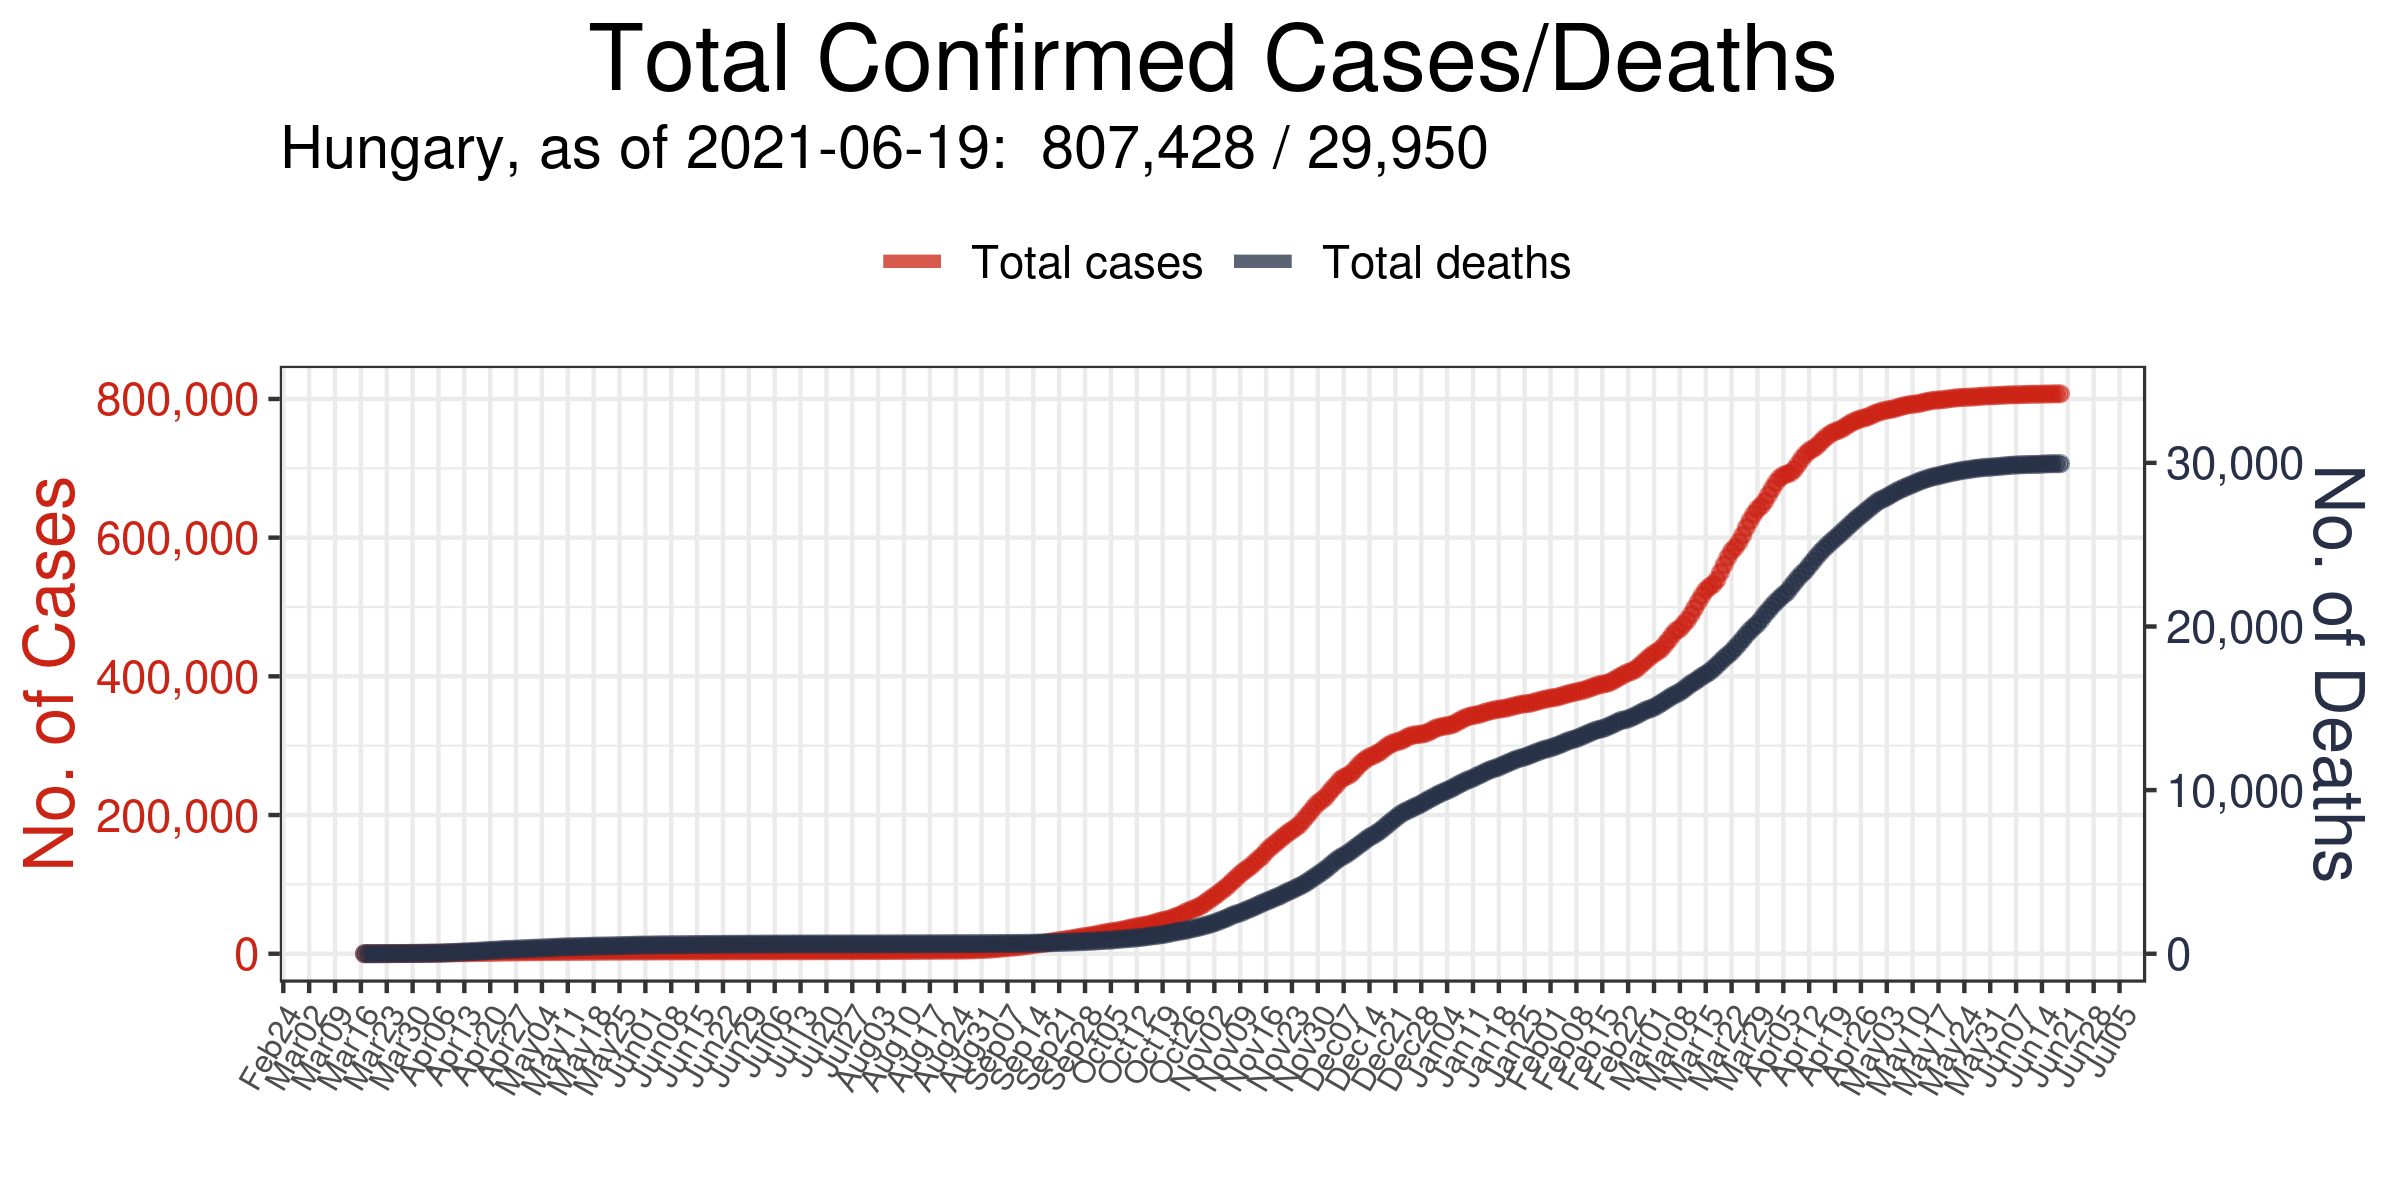 Total Confirmed Cases/Deaths
Hungary, as of 2021-06-19:  807,428 / 29,950
Total cases
Total deaths
No. of Cases
800,000
600,000
400,000
200,000
0
30,000
20,000
10,000
0
No. of Deaths
Feb24
Mar02
Mar09
Mar16
Mar23
Mar30
Apr06
Apr13
Apr20
Apr27
May04
May11
May18
May25
Jun01
Jun08
Jun15
Jun22
Jun29
Jul06
Jul13
Jul20
Jul27
Aug03
Aug10
Aug17
Aug24
Aug31
Sep07
Sep14
Sep21
Sep28
Oct05
Oct12
Oct19
Oct26
Nov02
Nov09
Nov16
Nov23
Nov30
Dec07
Dec14
Dec21
Dec28
Jan04
Jan11
Jan18
Jan25
Feb01
Feb08
Feb15
Feb22
Mar01
Mar08
Mar15
Mar22
Mar29
Apr05
Apr12
Apr19
Apr26
May03
May10
May17
May24
May31
Jun07
Jun14
Jun21
Jun28
Jul05